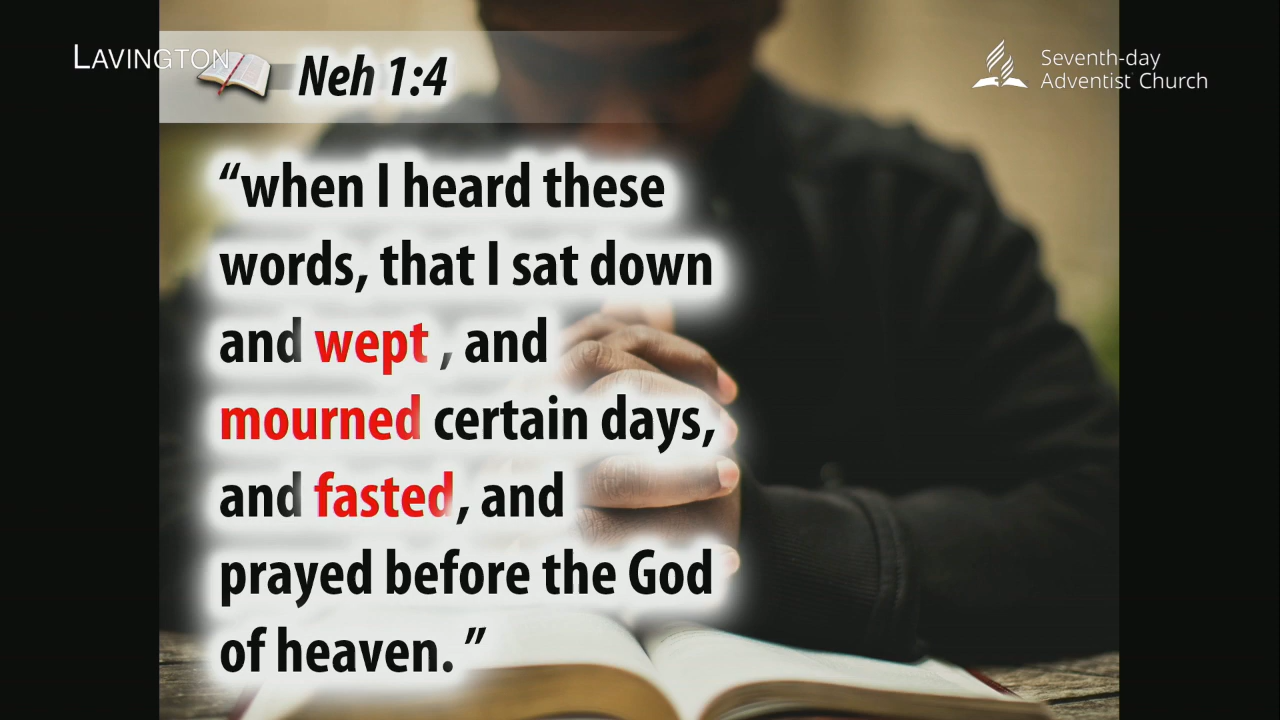 LAVINGTON
Neh 1:4
Seventh-day
Adventist Church
“when I heard these
words, that I sat down
and wept , and
mourned certain days,
and fasted, and
prayed before the God
of heaven. ”